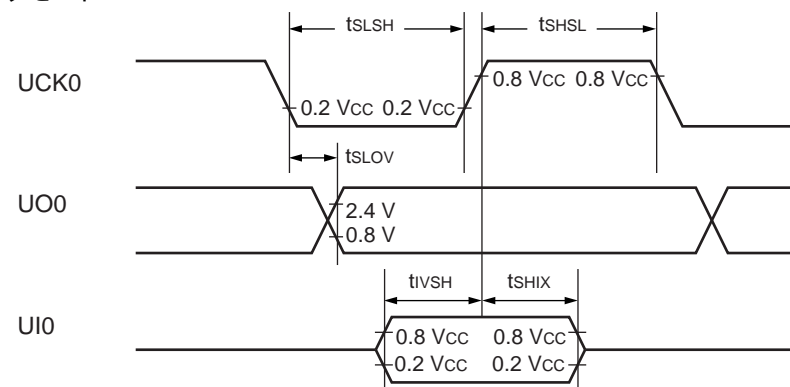 tSLSH tSHSL
UCK0
0.2 VCC 0.2 VCC
0.8 VCC 0.8 VCC
tSLOV
UO0
2.4 V
0.8 V
tIVSH tSHIX
UI0
0.8 VCC 0.8 VCC
0.2 VCC 0.2 VCC